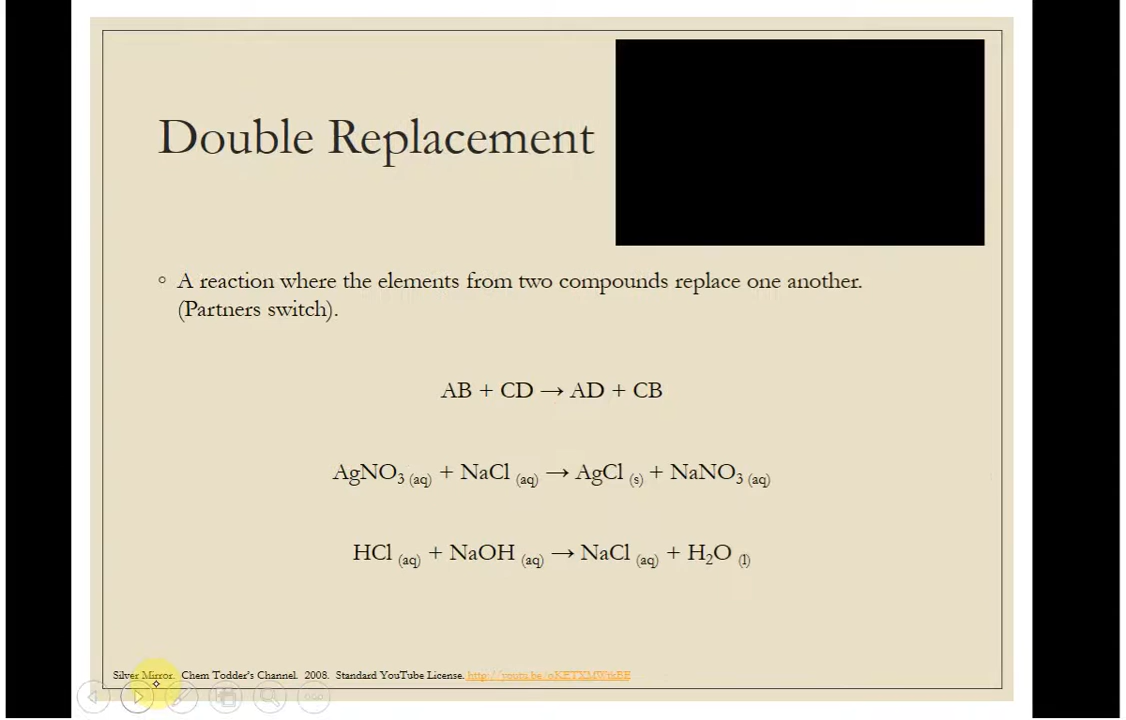 Double Replacement
◦ A reaction where the elements from two compounds replace one another.
(Partners switch).
AB + CD → AD + CB
AgNO₃ (aq) + NaCl (aq) → AgCl (s) + NaNO₃ (aq)
HCl (aq) + NaOH (aq) → NaCl (aq) + H₂O (l)
Silver Mirror. Chem Todder's Channel. 2008. Standard YouTube License.